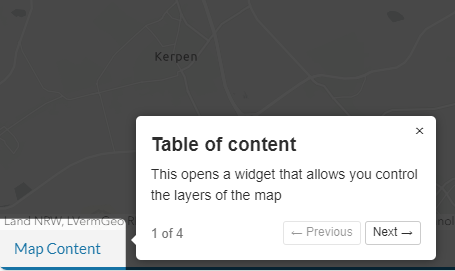 Kerpen
×
Table of content
This opens a widget that allows you control
the layers of the map
1 of 4
← Previous
Next →
Land NRW, LVermGeo
Map Content